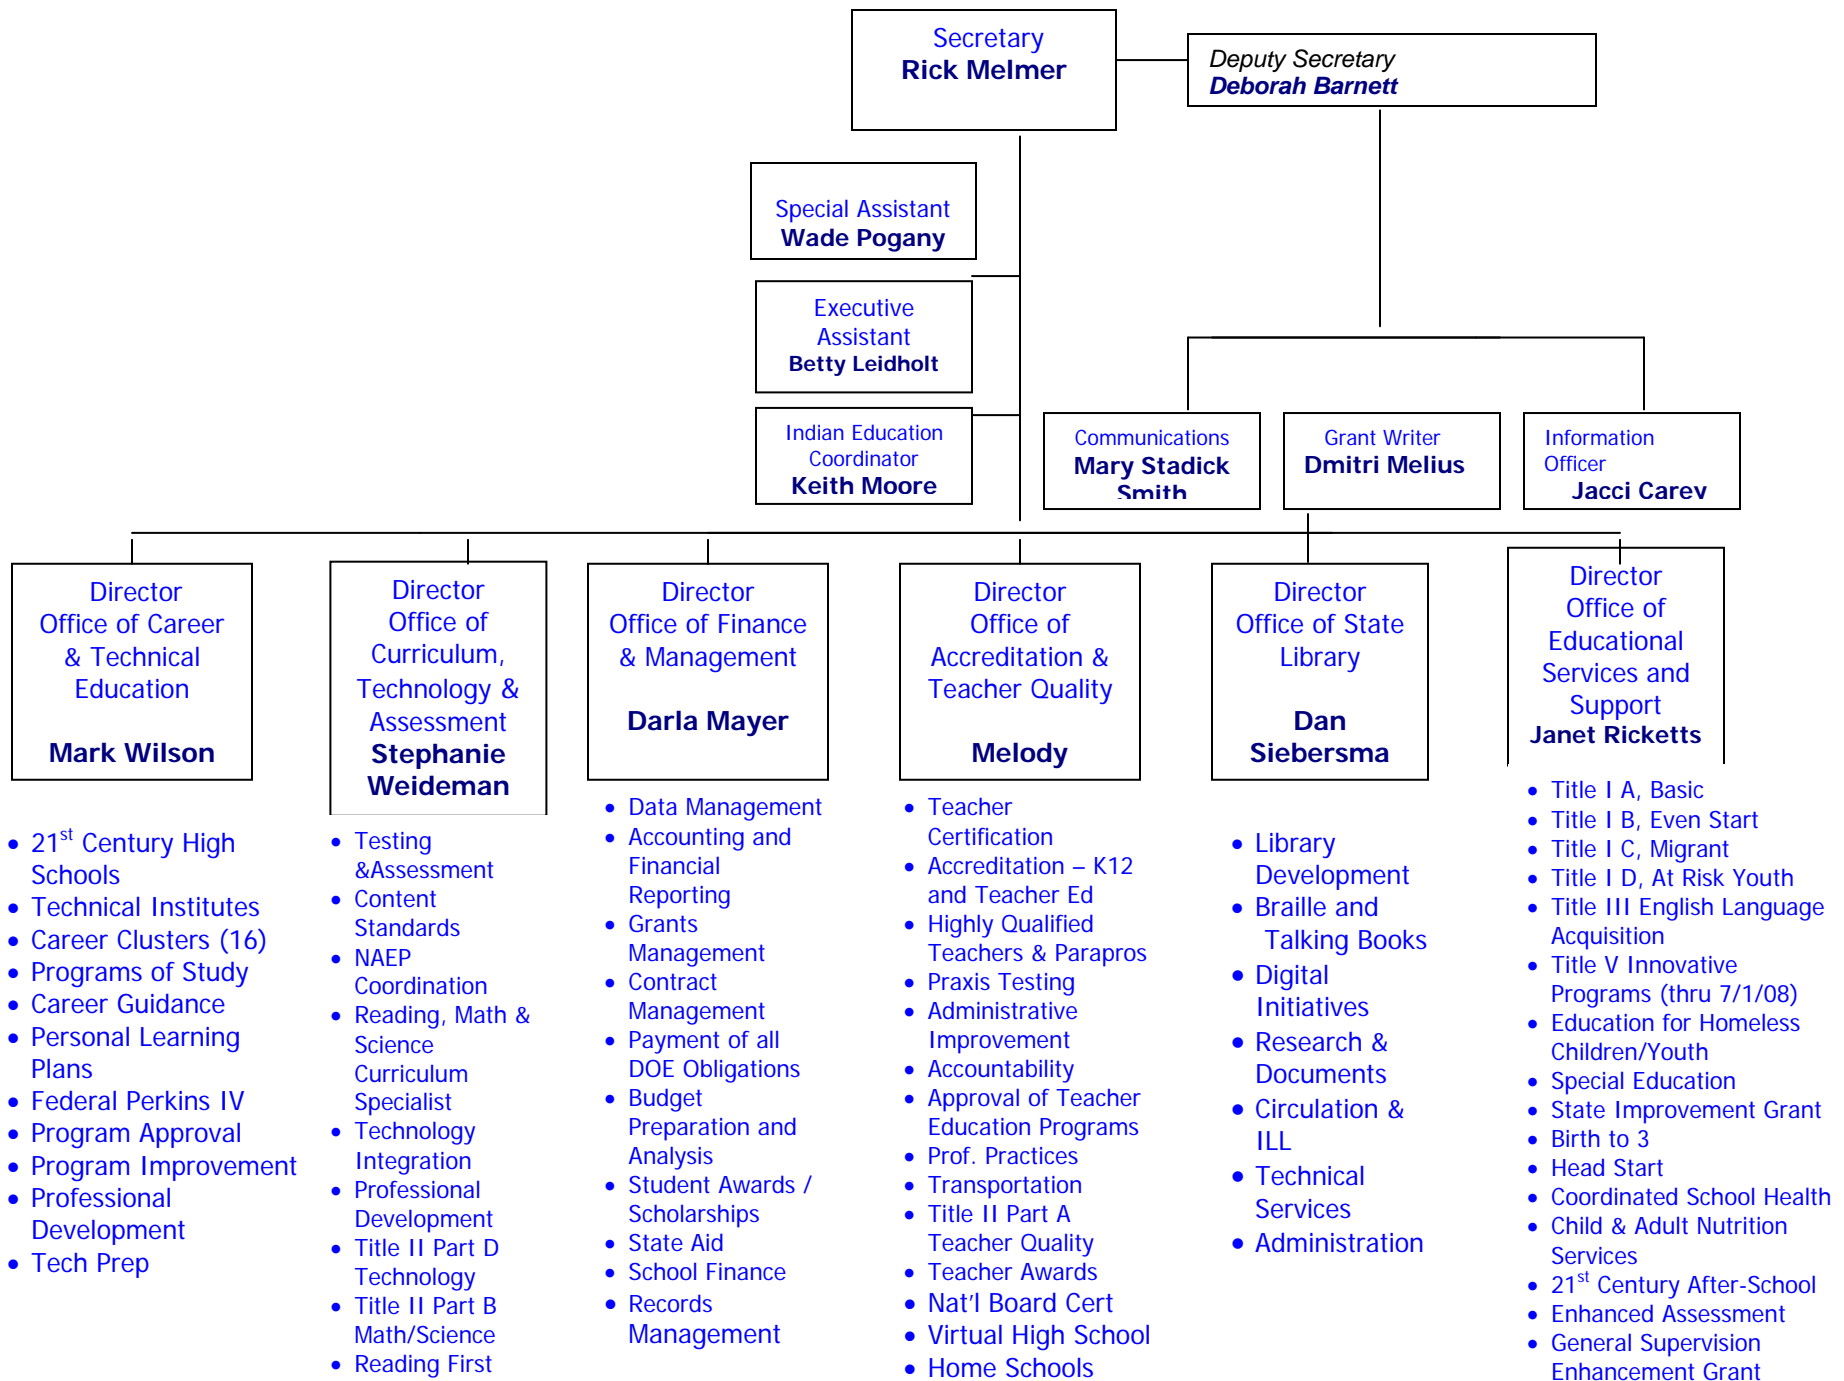 Secretary
Rick Melmer
Deputy Secretary
Deborah Barnett
Special Assistant
Wade Pogany
Executive
Assistant
Betty Leidholt
Indian Education
Coordinator
Keith Moore
Communications
Mary Stadick
Smith
Grant Writer
Dmitri Melius
Information
Officer
Jacci Carey
Director
Office of Career
& Technical
Education
Mark Wilson
• 21st Century High
Schools
• Technical Institutes
• Career Clusters (16)
• Programs of Study
• Career Guidance
• Personal Learning
Plans
• Federal Perkins IV
• Program Approval
• Program Improvement
• Professional
Development
• Tech Prep
Director
Office of
Curriculum,
Technology &
Assessment
Stephanie
Weideman
• Testing
&Assessment
• Content
Standards
• NAEP
Coordination
• Reading, Math &
Science
Curriculum
Specialist
• Technology
Integration
• Professional
Development
• Title II Part D
Technology
• Title II Part B
Math/Science
• Reading First
Director
Office of Finance
& Management
Darla Mayer
• Data Management
• Accounting and
Financial
Reporting
• Grants
Management
• Contract
Management
• Payment of all
DOE Obligations
• Budget
Preparation and
Analysis
• Student Awards /
Scholarships
• State Aid
• School Finance
• Records
Management
Director
Office of
Accreditation &
Teacher Quality
Melody
• Teacher
Certification
• Accreditation – K12
and Teacher Ed
• Highly Qualified
Teachers & Parapros
• Praxis Testing
• Administrative
Improvement
• Accountability
• Approval of Teacher
Education Programs
• Prof. Practices
• Transportation
• Title II Part A
Teacher Quality
• Teacher Awards
• Nat'l Board Cert
• Virtual High School
• Home Schools
Director
Office of State
Library
Dan
Siebersma
• Library
Development
• Braille and
Talking Books
• Digital
Initiatives
• Research &
Documents
• Circulation &
ILL
• Technical
Services
• Administration
Director
Office of
Educational
Services and
Support
Janet Ricketts
• Title I A, Basic
• Title I B, Even Start
• Title I C, Migrant
• Title I D, At Risk Youth
• Title III English Language
Acquisition
• Title V Innovative
Programs (thru 7/1/08)
• Education for Homeless
Children/Youth
• Special Education
• State Improvement Grant
• Birth to 3
• Head Start
• Coordinated School Health
• Child & Adult Nutrition
Services
• 21st Century After-School
• Enhanced Assessment
• General Supervision
Enhancement Grant